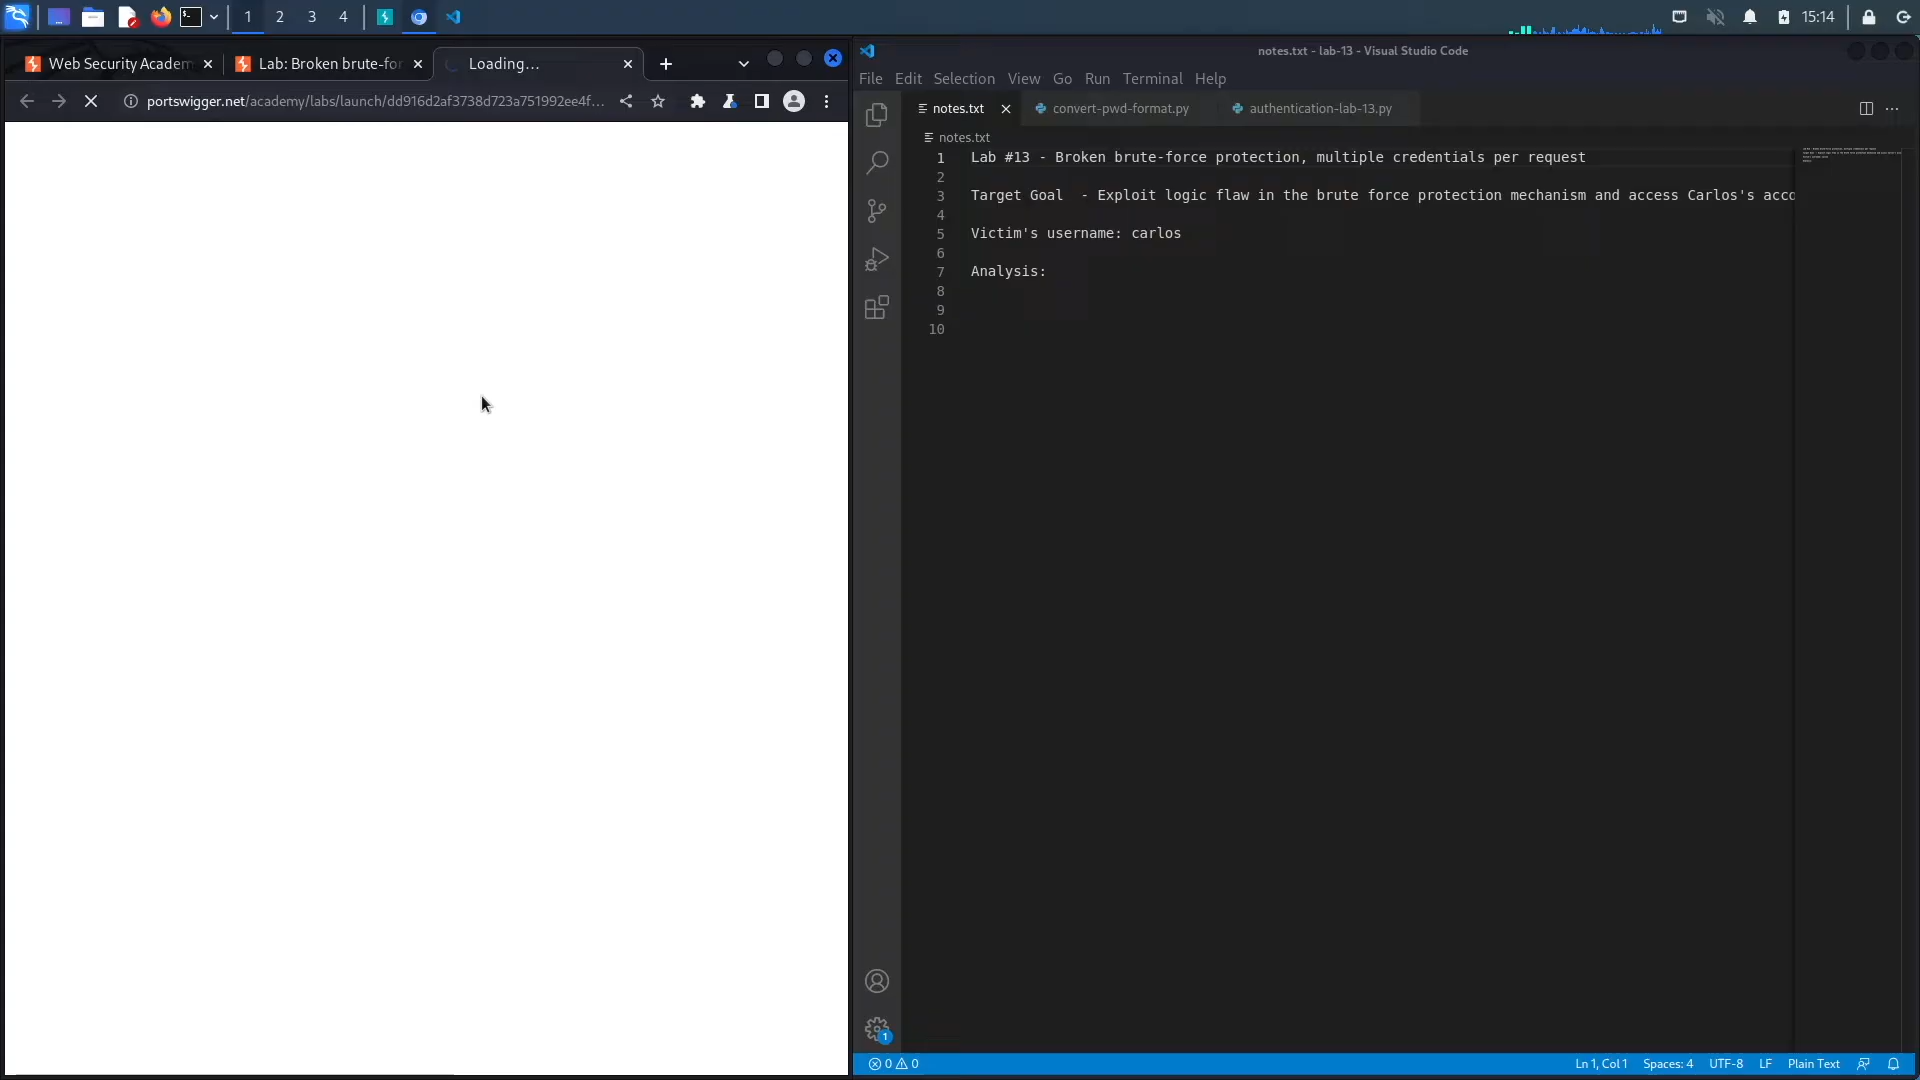 1 2 3 4 15:14
Web Security Academ Lab: Broken brute-fo Loading...
portswigger.net/academy/labs/launch/dd916d2af3738d723a751992ee4f...
notes.txt - lab-13 - Visual Studio Code
File Edit Selection View Go Run Terminal Help
notes.txt convert-pwd-format.py authentication-lab-13.py
notes.txt
1 Lab #13 - Broken brute-force protection, multiple credentials per request
2
3 Target Goal - Exploit logic flaw in the brute force protection mechanism and access Carlos's acco
4
5 Victim's username: carlos
6
7 Analysis:
8
9
10
1
0 0 Ln 1, Col 1 Spaces: 4 UTF-8 LF Plain Text